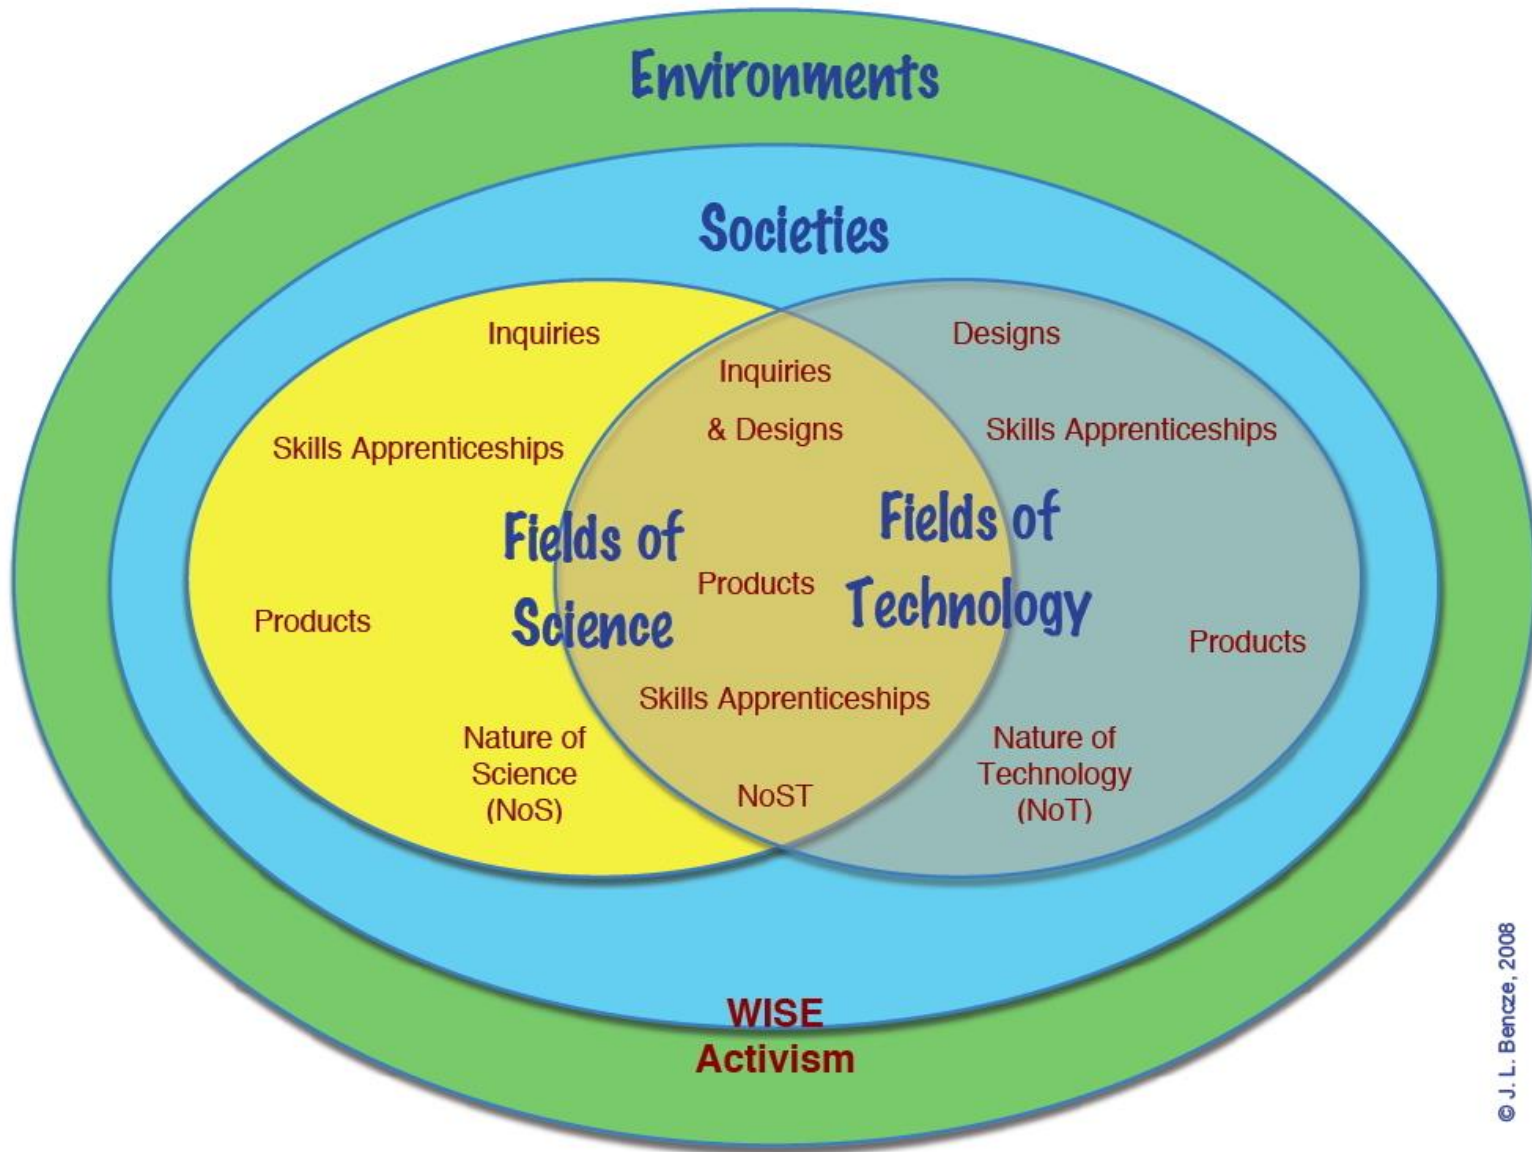 Environments
Societies
Inquiries
Designs
Inquiries
& Designs
Skills Apprenticeships
Skills Apprenticeships
Fields of
Science
Fields of
Technology
Products
Products
Products
Skills Apprenticeships
Nature of
Science
(NoS)
NoST
Nature of
Technology
(NoT)
WISE
Activism
© J. L. Bencze, 2008